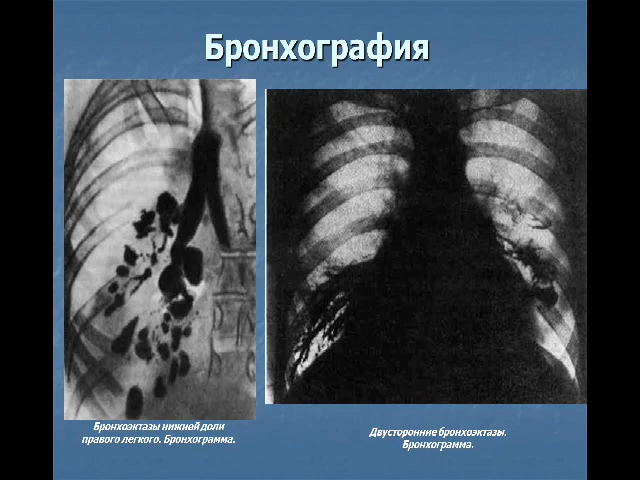 Бронхография
Бронхоэктазы нижней доли
правого легкого. Бронхограмма.
Двусторонние бронхоэктазы.
Бронхограмма.